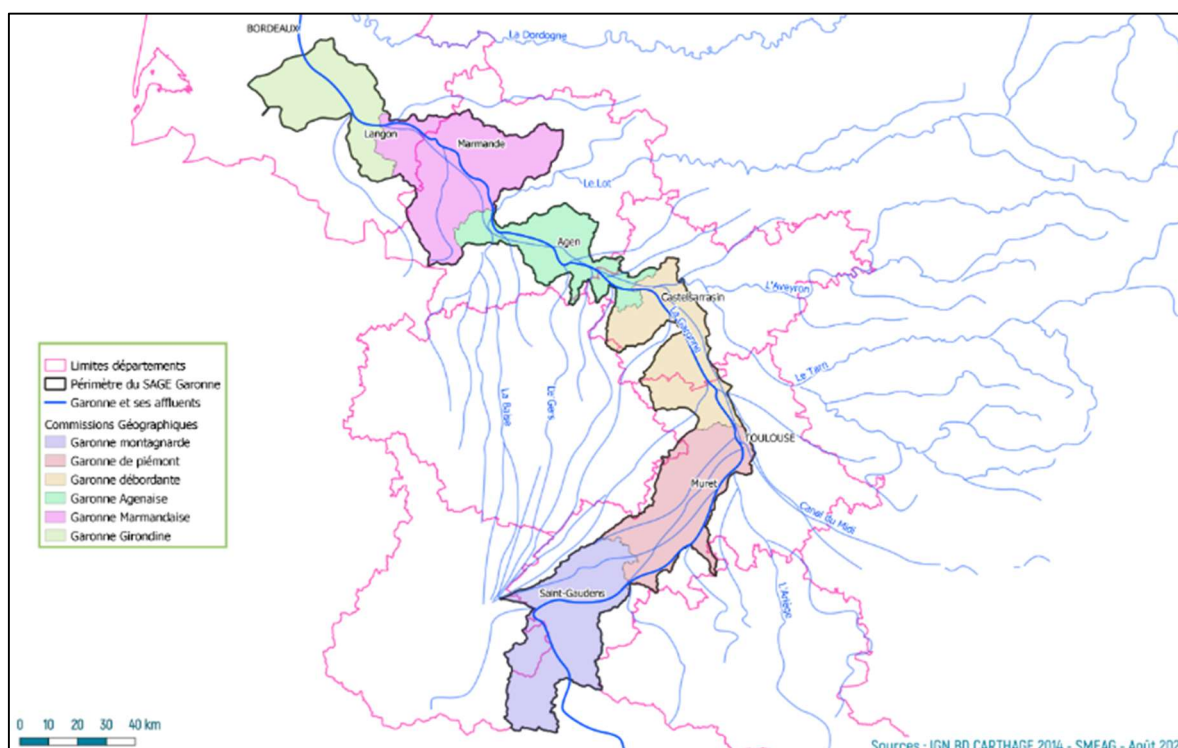 BORDEAUX
La Dordogne
Langon
Marmande
Le Lot
Agen
L'Aveyron
Castelsarrasin
La Garonne
Le Tarn
La Baïse
Le Gers
TOULOUSE
Muret
Canal du Midi
Saint-Gaudens
L'Ariège
Limites départements
Périmètre du SAGE Garonne
Garonne et ses affluents
Commissions Géographiques
Garonne montagnarde
Garonne de piémont
Garonne débordante
Garonne Agenaise
Garonne Marmandaise
Garonne Girondine
0 10 20 30 40 km
Sources : IGN BD CARTHAGE 2014 - SMEAG - Août 202